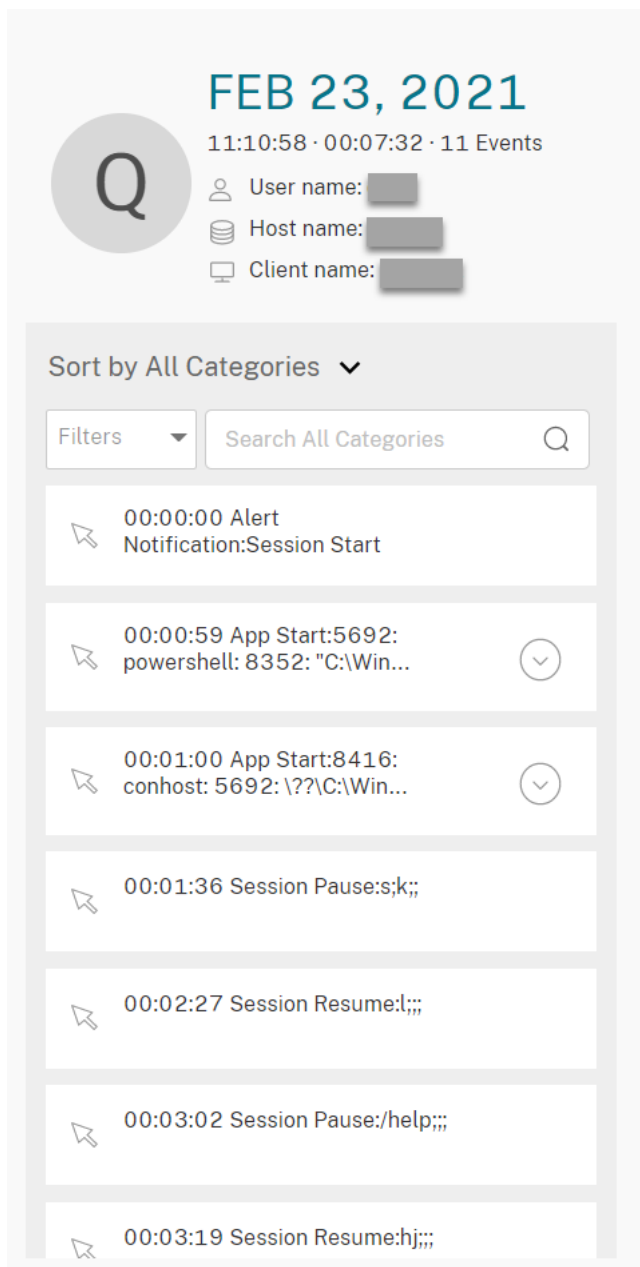 Q
FEB 23, 2021
11:10:58 · 00:07:32 · 11 Events
User name:
Host name:
Client name:
Sort by All Categories
Filters
Search All Categories
00:00:00 Alert
Notification:Session Start
00:00:59 App Start:5692:
powershell: 8352: "C:\Win...
00:01:00 App Start:8416:
conhost: 5692: \??\C:\Win...
00:01:36 Session Pause:s;k;;
00:02:27 Session Resume:l;;;
00:03:02 Session Pause:/help;;;
00:03:19 Session Resume:hj;;;